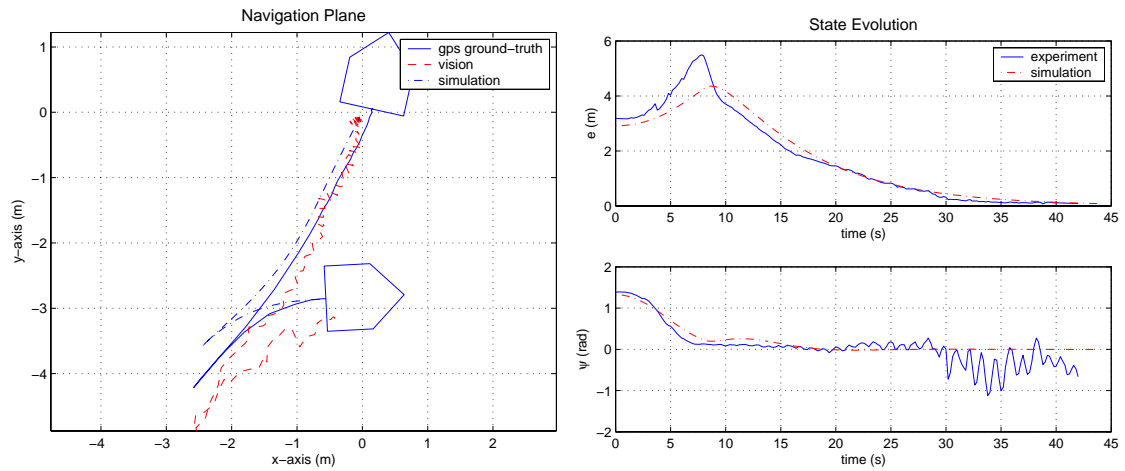 Navigation Plane
gps ground−truth
vision
simulation
1
0
−1
−2
−3
−4
y−axis (m)
−4 −3 −2 −1 0 1 2
x−axis (m)
State Evolution
experiment
simulation
6
4
2
0
e (m)
0 5 10 15 20 25 30 35 40 45
time (s)
2
1
0
−1
−2
ψ (rad)
0 5 10 15 20 25 30 35 40 45
time (s)